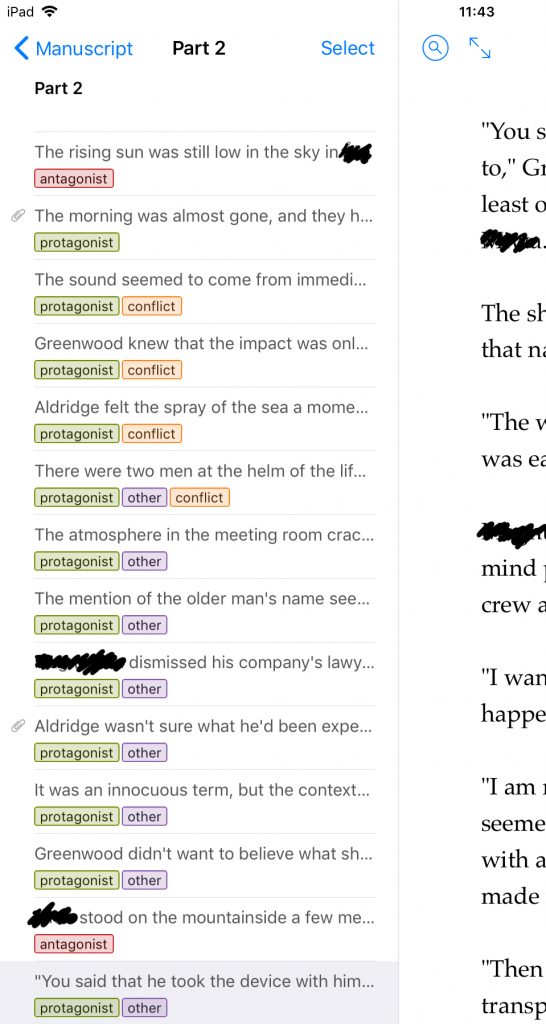 iPad
11:43
Manuscript
Part 2
Select
Part 2
The rising sun was still low in the sky in
antagonist
The morning was almost gone, and they h...
protagonist
The sound seemed to come from immedi...
protagonist conflict
Greenwood knew that the impact was onl...
protagonist conflict
Aldridge felt the spray of the sea a mome...
protagonist conflict
There were two men at the helm of the lif...
protagonist other conflict
The atmosphere in the meeting room crac...
protagonist other
The mention of the older man's name see...
protagonist other
dismissed his company's lawy...
protagonist other
Aldridge wasn't sure what he'd been expe...
protagonist other
It was an innocuous term, but the context...
protagonist other
Greenwood didn't want to believe what sh...
protagonist other
stood on the mountainside a few me...
antagonist
"You said that he took the device with him...
protagonist other
"You s
to," Gr
least o
The sh
that na
"The w
was ea
mind p
crew a
"I wan
happe
"I am r
seeme
with a
made
"Then
transp